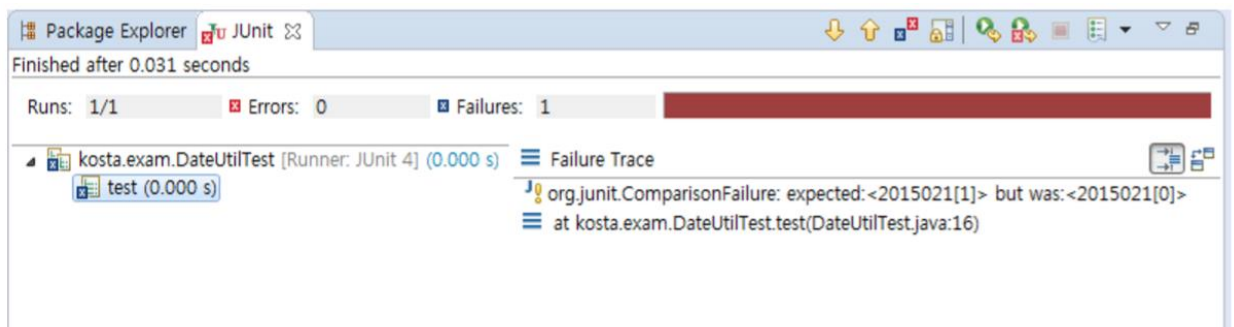 Package Explorer JUnit
Finished after 0.031 seconds
Runs: 1/1 Errors: 0 Failures: 1
kosta.exam.DateUtilTest [Runner: JUnit 4] (0.000 s)
test (0.000 s)
Failure Trace
org.junit.ComparisonFailure: expected:<2015021[1]> but was:<2015021[0]>
at kosta.exam.DateUtilTest.test(DateUtilTest.java:16)